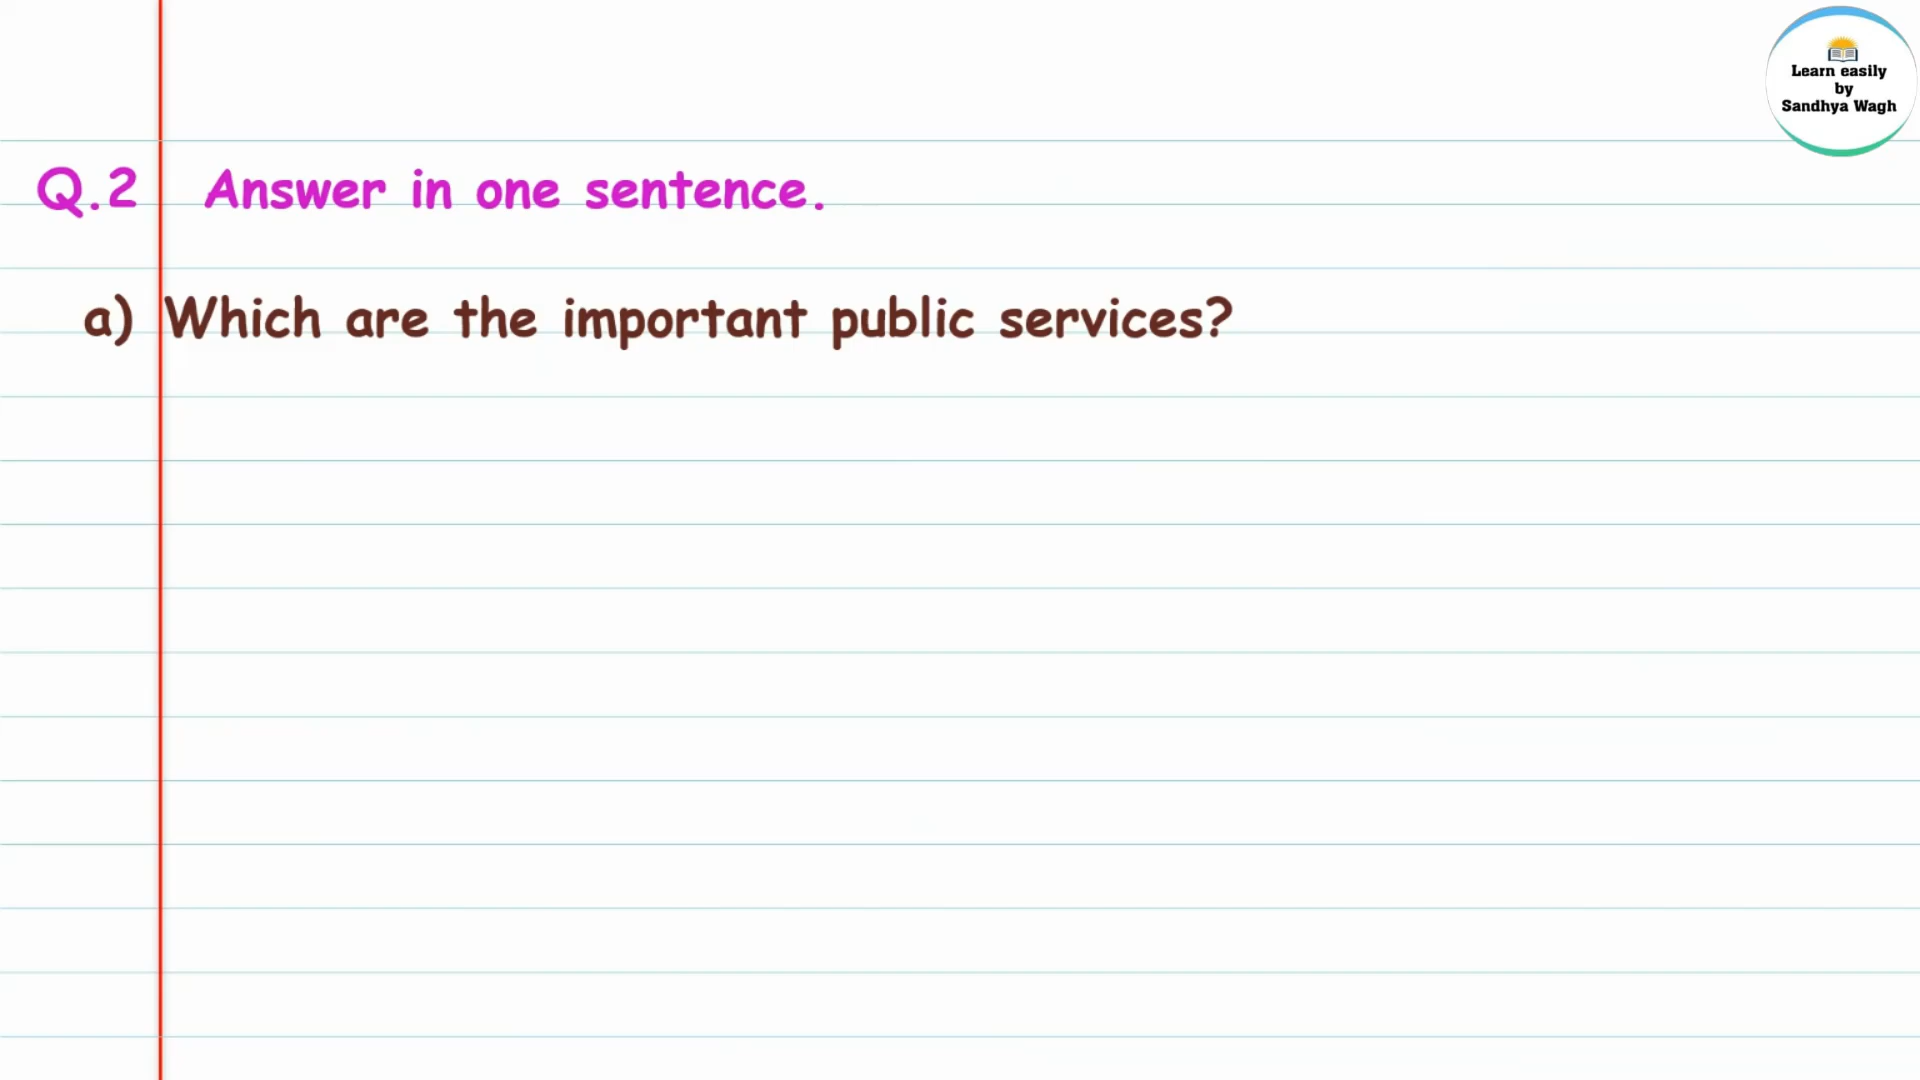 Learn easily
by
Sandhya Wagh
Q.2 Answer in one sentence.
a) Which are the important public services?